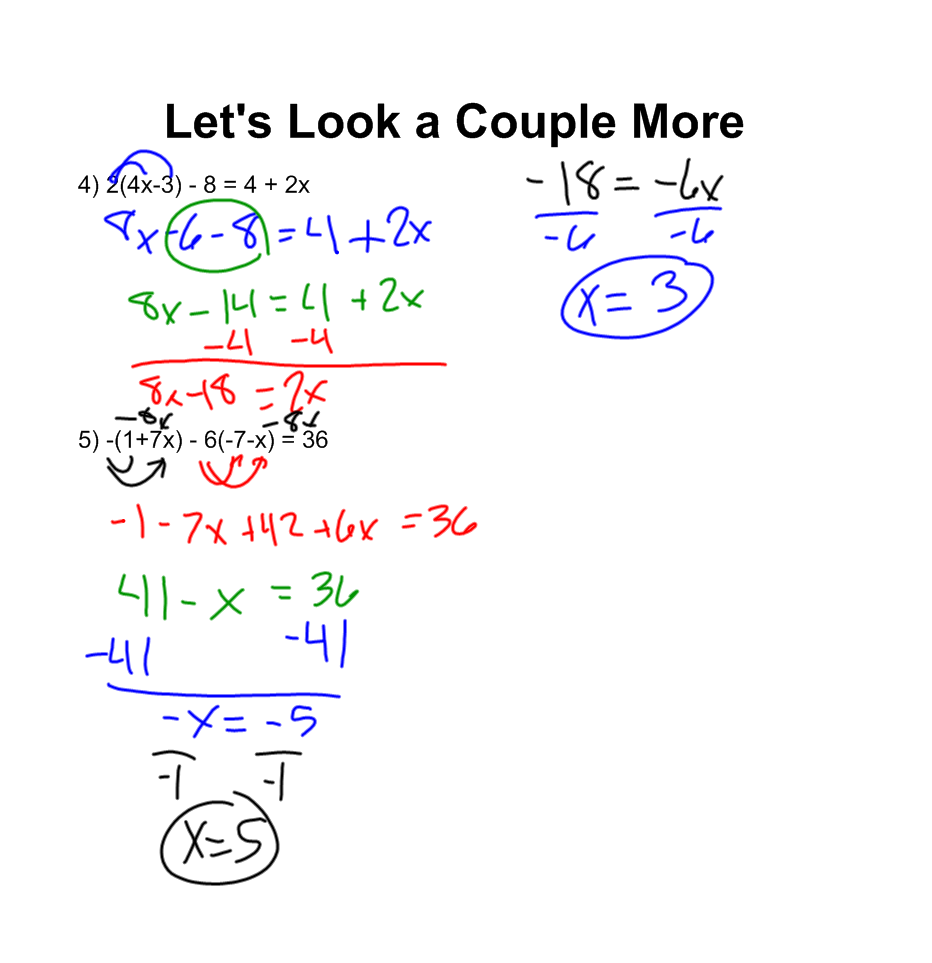 Let's Look a Couple More
4) 2(4x-3) - 8 = 4 + 2x
8x -6 - 8 = 4 + 2x
8x - 14 = 4 + 2x
-4 -4
8x -18 = 2x
-8x -8x
-18 = -6x
-6 -6
x = 3
5) -(1+7x) - 6(-7-x) = 36
-1 - 7x + 42 + 6x = 36
41 - x = 36
-41 -41
-x = -5
-1 -1
x = 5